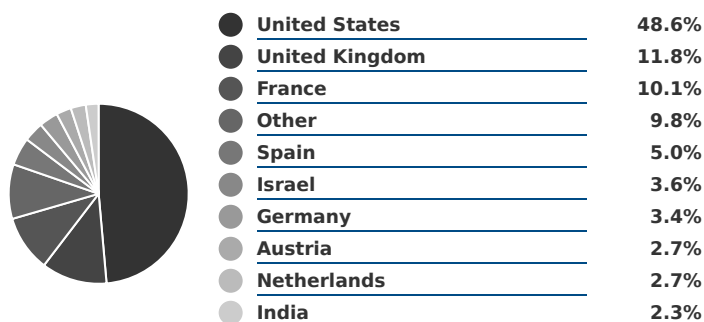 United States 48.6%
United Kingdom 11.8%
France 10.1%
Other 9.8%
Spain 5.0%
Israel 3.6%
Germany 3.4%
Austria 2.7%
Netherlands 2.7%
India 2.3%